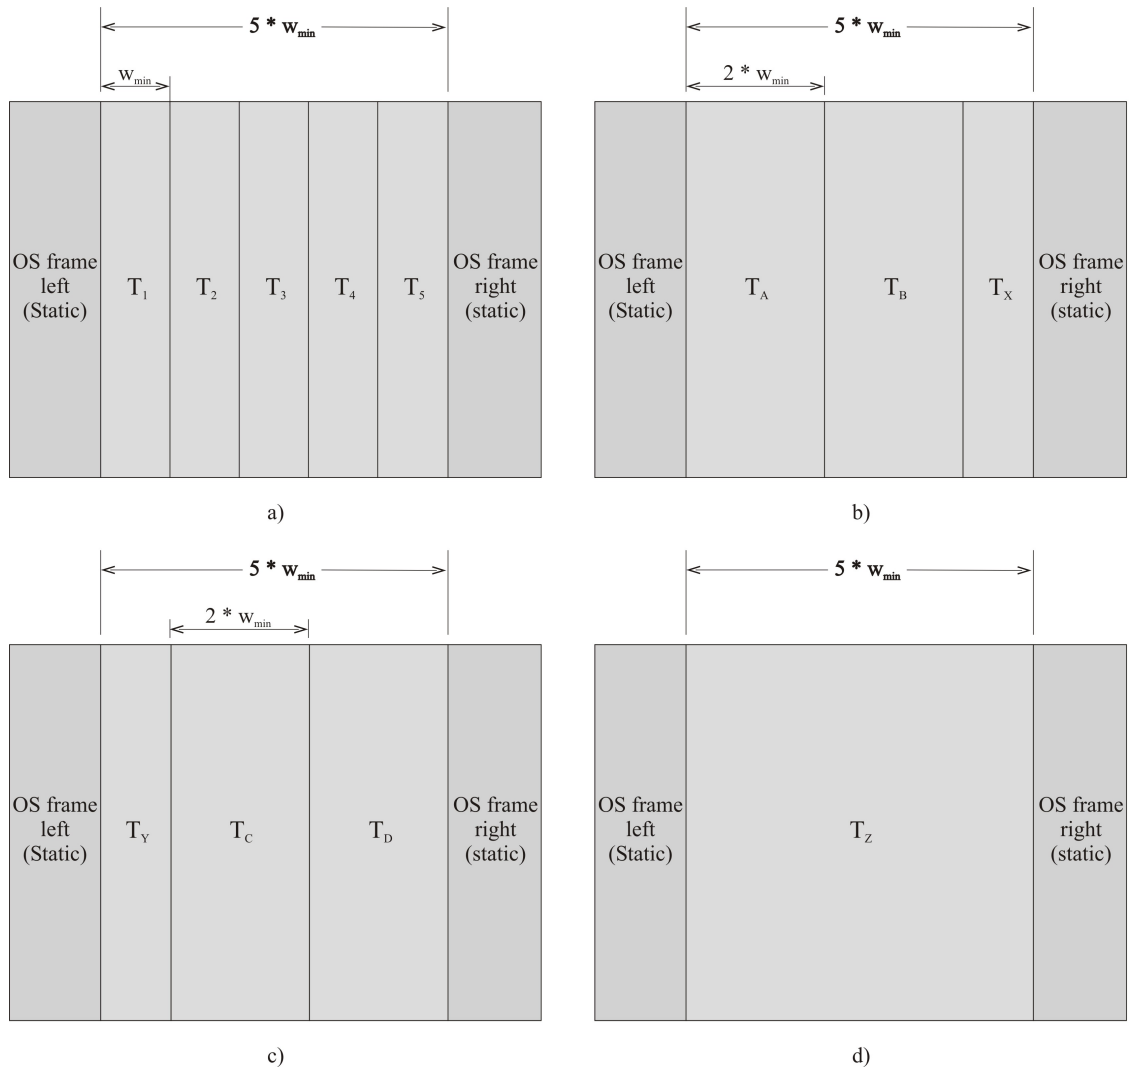 5 * wmin
wmin
OS frame
left
(Static)
T1
T2
T3
T4
T5
OS frame
right
(static)
a)
5 * wmin
2 * wmin
OS frame
left
(Static)
TA
TB
TX
OS frame
right
(static)
b)
5 * wmin
2 * wmin
OS frame
left
(Static)
TY
TC
TD
OS frame
right
(static)
c)
5 * wmin
OS frame
left
(Static)
TZ
OS frame
right
(static)
d)